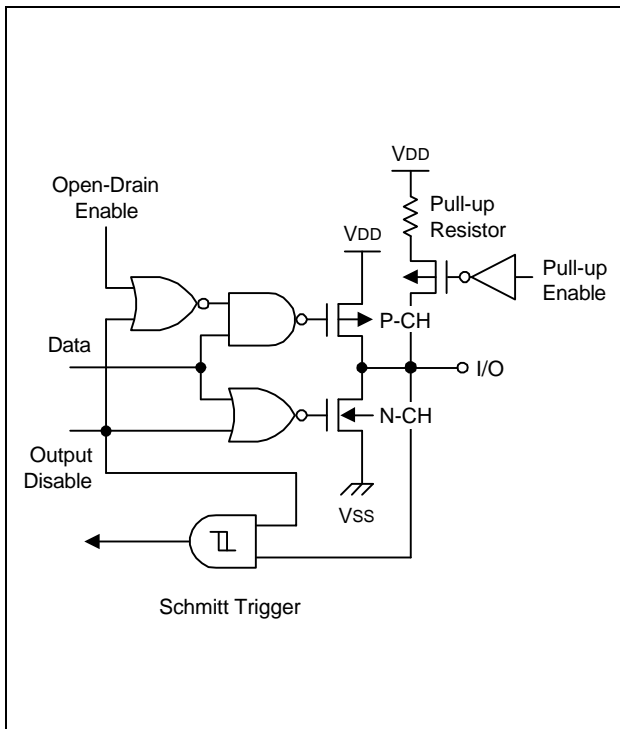 VDD
Open-Drain
Enable
Pull-up
Resistor
VDD
Pull-up
Enable
P-CH
Data
I/O
N-CH
Output
Disable
VSS
Schmitt Trigger